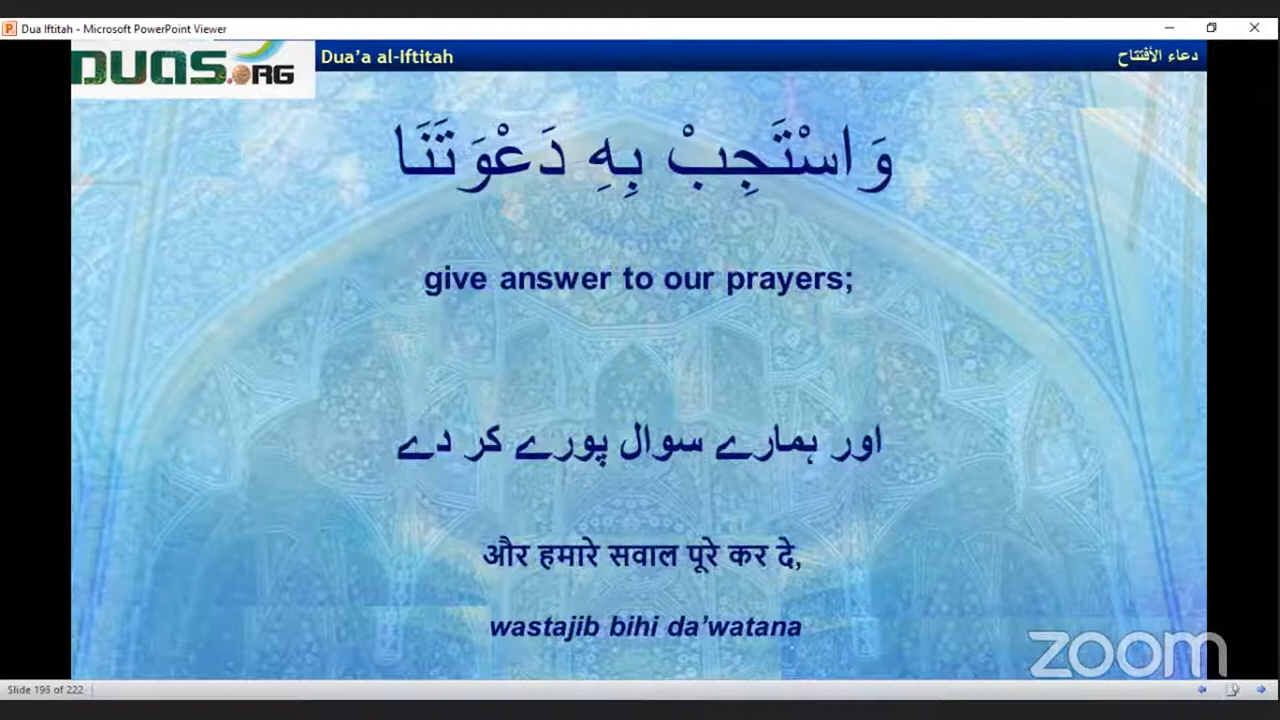 Dua Iftitah - Microsoft PowerPoint Viewer
DUAS.ORG
Dua’a al-Iftitah
دعاء الأفتتاح
وَاسْتَجِبْ بِهِ دَعْوَتَنَا
give answer to our prayers;
اور ہمارے سوال پورے کر دے
और हमारे सवाल पूरे कर दे,
wastajib bihi da’watana
zoom
Slide 195 of 222